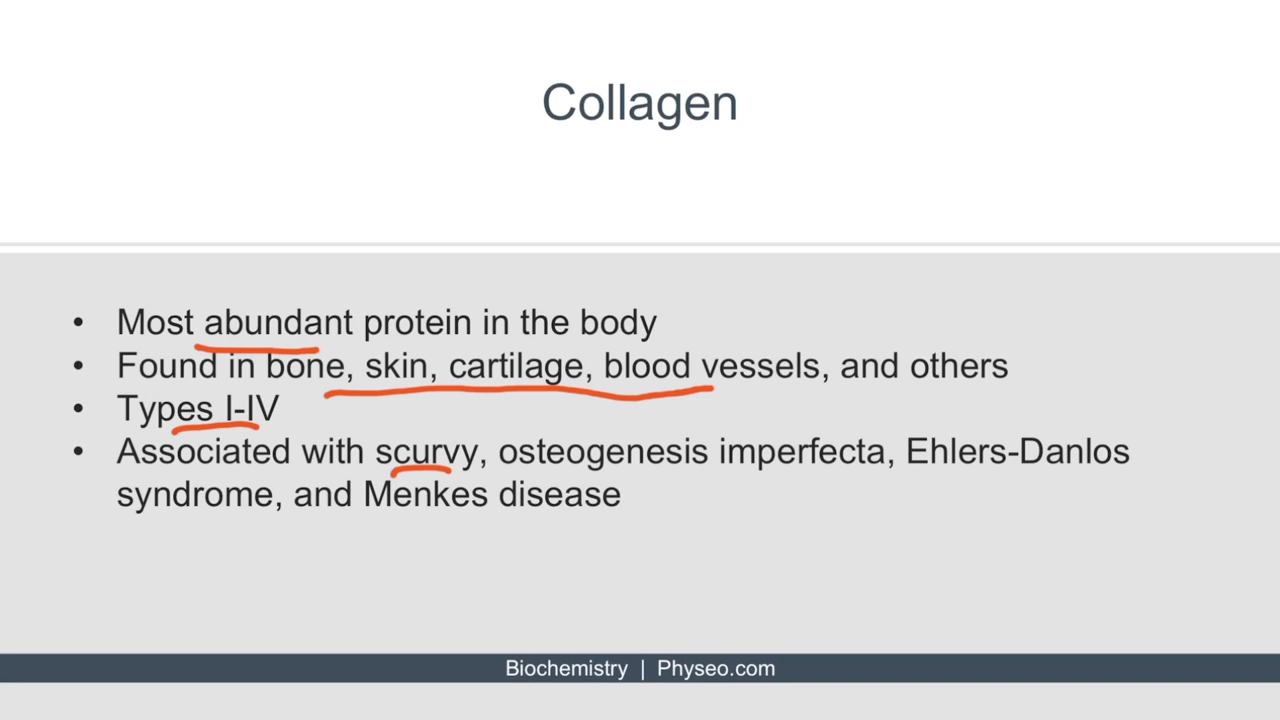 Collagen
• Most abundant protein in the body
• Found in bone, skin, cartilage, blood vessels, and others
• Types I-IV
• Associated with scurvy, osteogenesis imperfecta, Ehlers-Danlos
syndrome, and Menkes disease
Biochemistry | Physeo.com